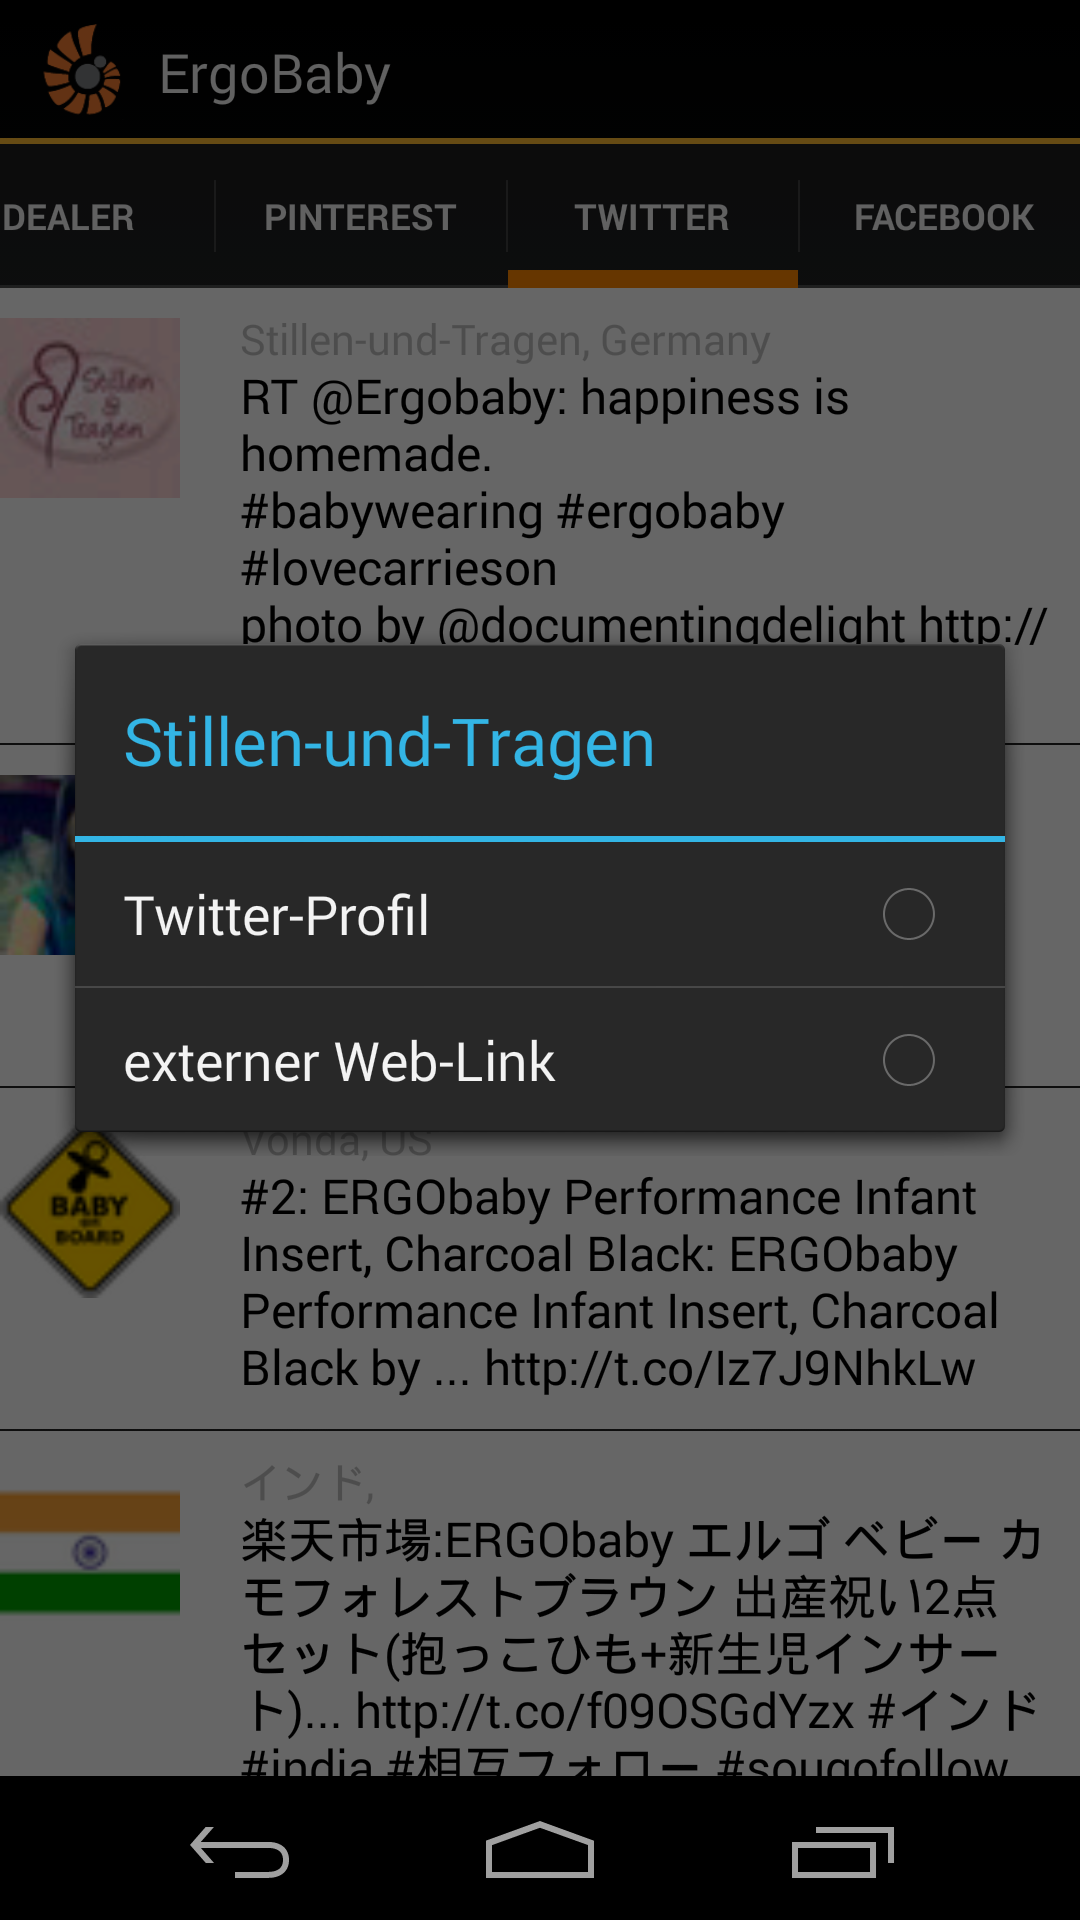 ErgoBaby
DEALER PINTEREST TWITTER FACEBOOK
Stillen & Tragen
Stillen-und-Tragen, Germany
RT @Ergobaby: happiness is
homemade.
#babywearing #ergobaby
#lovecarrieson
photo by @documentingdelight http://
Stillen-und-Tragen
Twitter-Profil
externer Web-Link
Vonda, US
BABY
on
BOARD
#2: ERGObaby Performance Infant
Insert, Charcoal Black: ERGObaby
Performance Infant Insert, Charcoal
Black by ... http://t.co/Iz7J9NhkLw
インド,
楽天市場:ERGObaby エルゴ ベビー カ
モフォレストブラウン 出産祝い2点
セット(抱っこひも+新生児インサー
ト)... http://t.co/f09OSGdYzx #インド
#india #相互フォロー #sougofollow